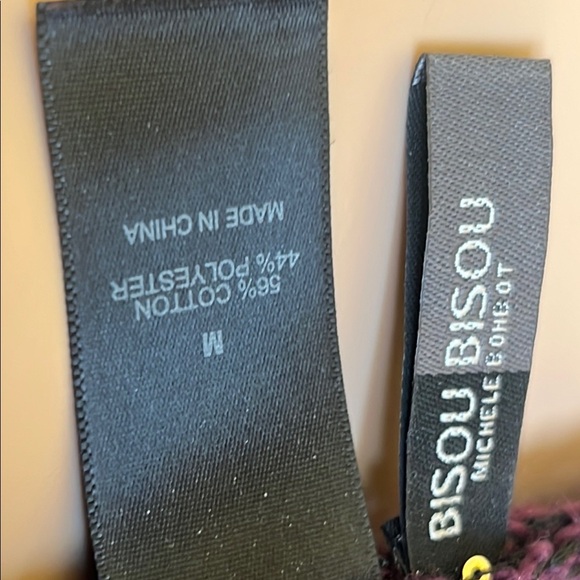 M
56% COTTON
44% POLYESTER
MADE IN CHINA
BISOU BISOU
MICHELE BOHBOT